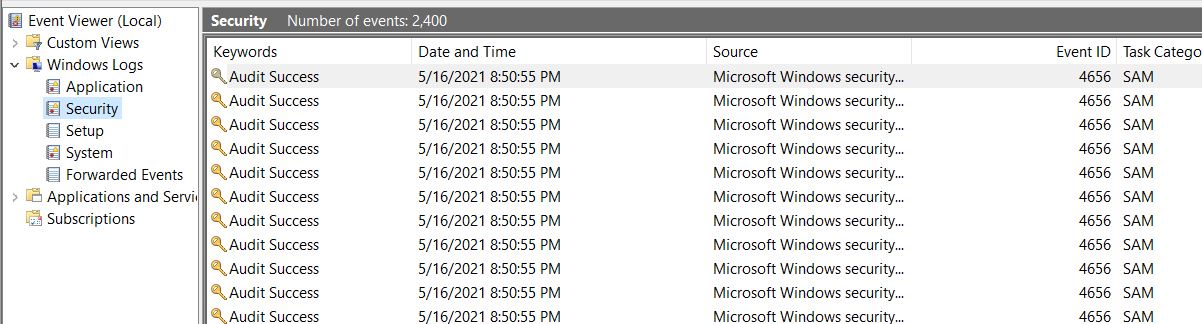 Event Viewer (Local)
Custom Views
Windows Logs
Application
Security
Setup
System
Forwarded Events
Applications and Servi
Subscriptions
Security Number of events: 2,400
Keywords Date and Time Source Event ID Task Catego
Audit Success 5/16/2021 8:50:55 PM Microsoft Windows security... 4656 SAM
Audit Success 5/16/2021 8:50:55 PM Microsoft Windows security... 4656 SAM
Audit Success 5/16/2021 8:50:55 PM Microsoft Windows security... 4656 SAM
Audit Success 5/16/2021 8:50:55 PM Microsoft Windows security... 4656 SAM
Audit Success 5/16/2021 8:50:55 PM Microsoft Windows security... 4656 SAM
Audit Success 5/16/2021 8:50:55 PM Microsoft Windows security... 4656 SAM
Audit Success 5/16/2021 8:50:55 PM Microsoft Windows security... 4656 SAM
Audit Success 5/16/2021 8:50:55 PM Microsoft Windows security... 4656 SAM
Audit Success 5/16/2021 8:50:55 PM Microsoft Windows security... 4656 SAM
Audit Success 5/16/2021 8:50:55 PM Microsoft Windows security... 4656 SAM
Audit Success 5/16/2021 8:50:55 PM Microsoft Windows security... 4656 SAM